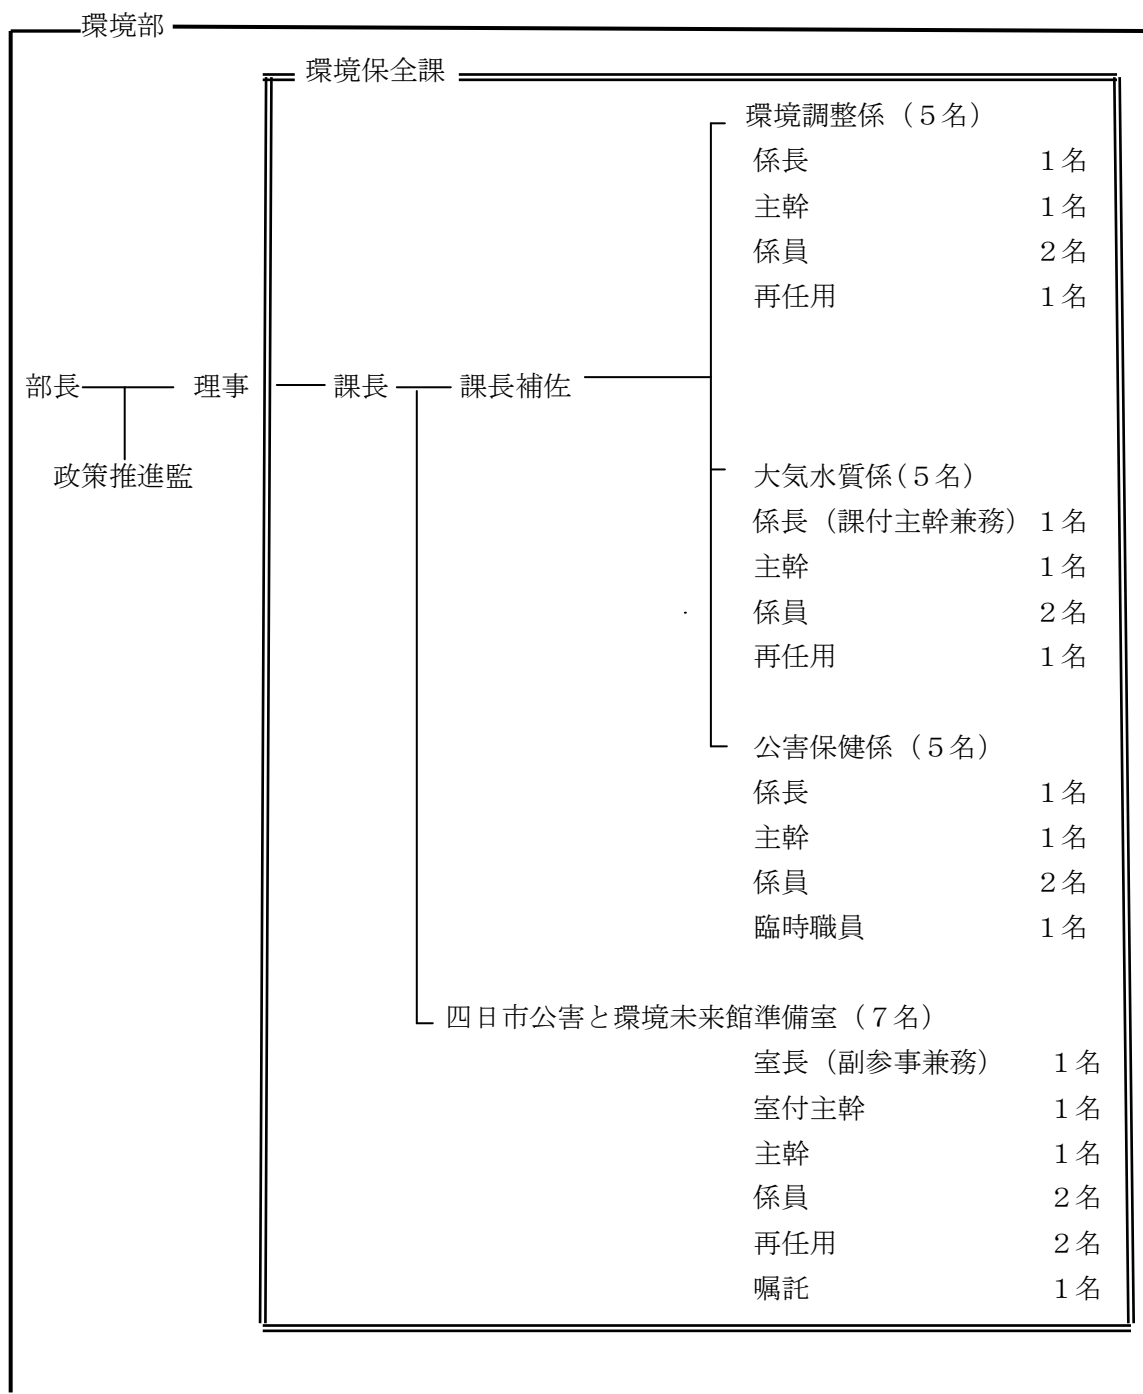 環境部
環境保全課
環境調整係（５名）
係長 １名
主幹 １名
係員 ２名
再任用 １名
部長 理事 課長 課長補佐
政策推進監
大気水質係（５名）
係長（課付主幹兼務） １名
主幹 １名
係員 ２名
再任用 １名
公害保健係（５名）
係長 １名
主幹 １名
係員 ２名
臨時職員 １名
四日市公害と環境未来館準備室（７名）
室長（副参事兼務） １名
室付主幹 １名
主幹 １名
係員 ２名
再任用 ２名
嘱託 １名